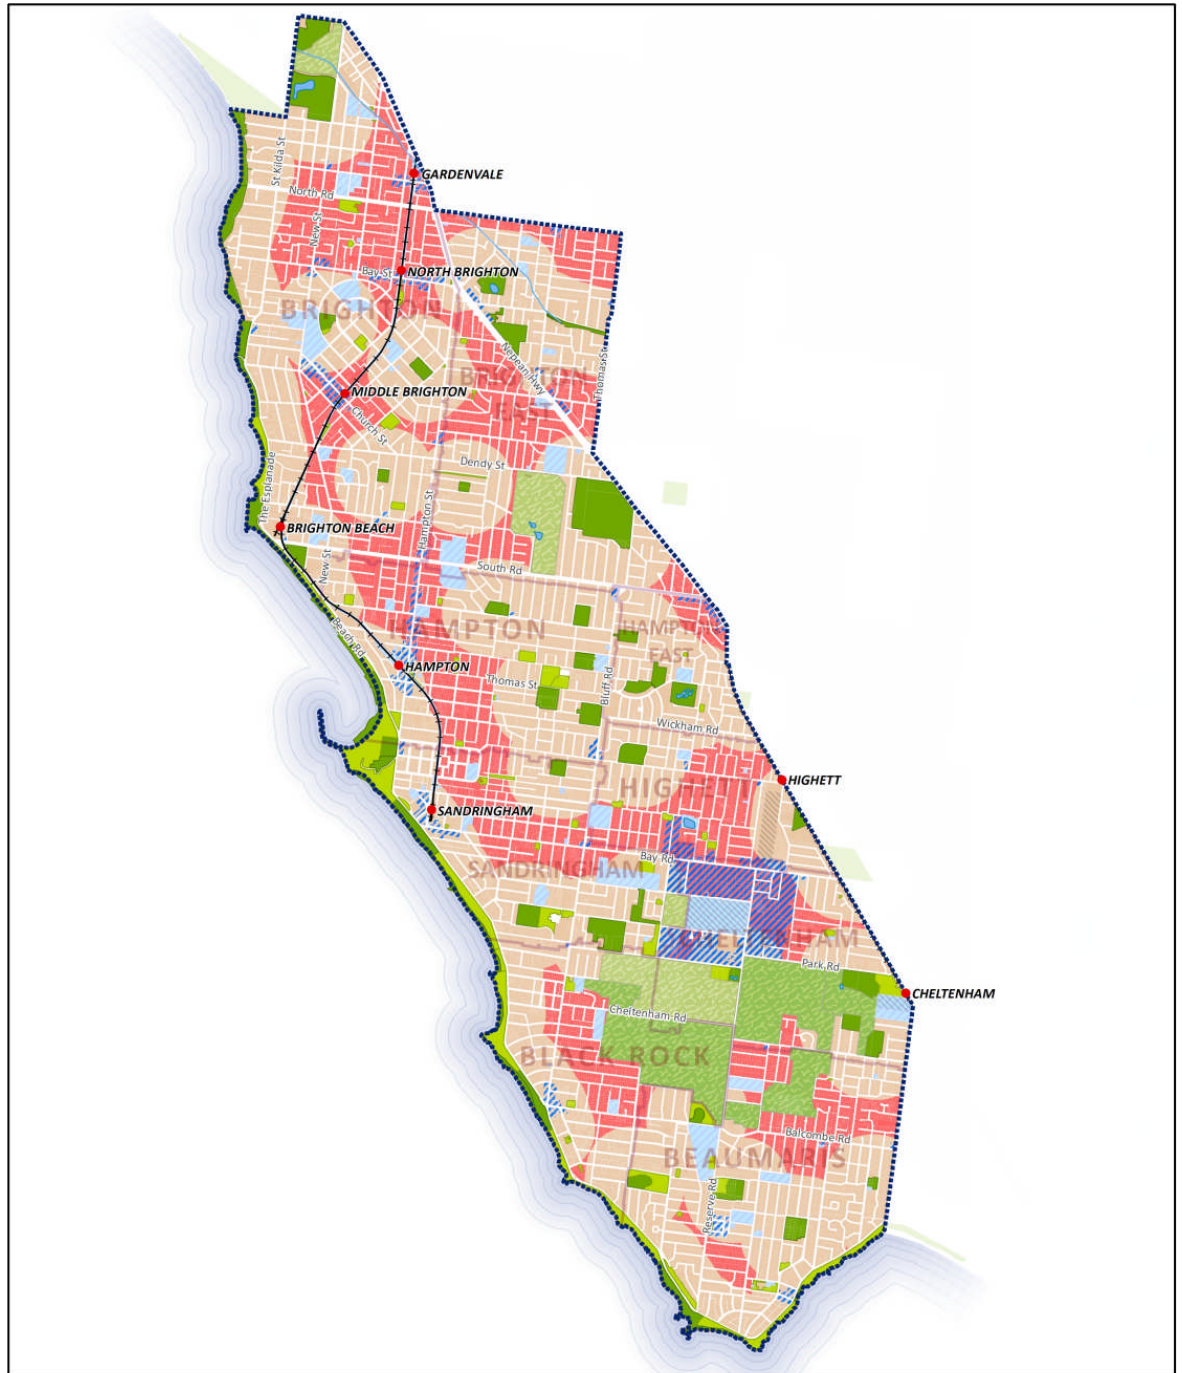 St Kilda St
GARDENVALE
North Rd
New St
Bay St
NORTH BRIGHTON
BRIGHTON
Nepean Hwy
Thomas St
BRIGHTON
EAST
MIDDLE BRIGHTON
Church St
Dendy St
The Esplanade
Hampton St
BRIGHTON BEACH
New St
South Rd
Beach Rd
HAMPTON
HAMPTON
EAST
HAMPTON
Thomas St
Bluff Rd
Wickham Rd
HIGHETT
HIGHETT
SANDRINGHAM
Bay Rd
SANDRINGHAM
CHELTENHAM
Park Rd
CHELTENHAM
Cheltenham Rd
BLACK ROCK
Balcombe Rd
BEAUMARIS
Reserve Rd